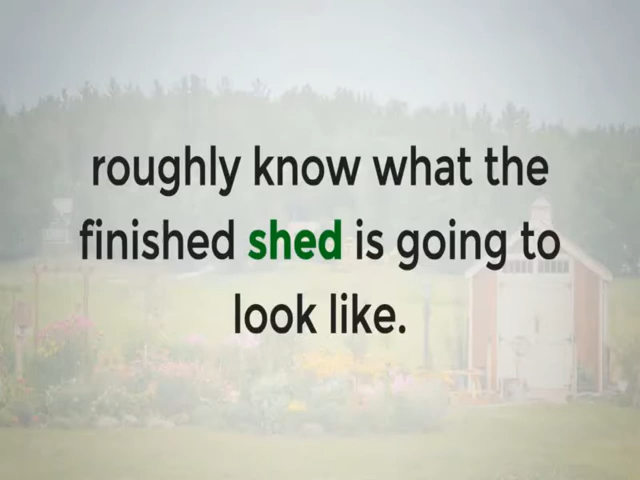 roughly know what the
finished shed is going to
look like.